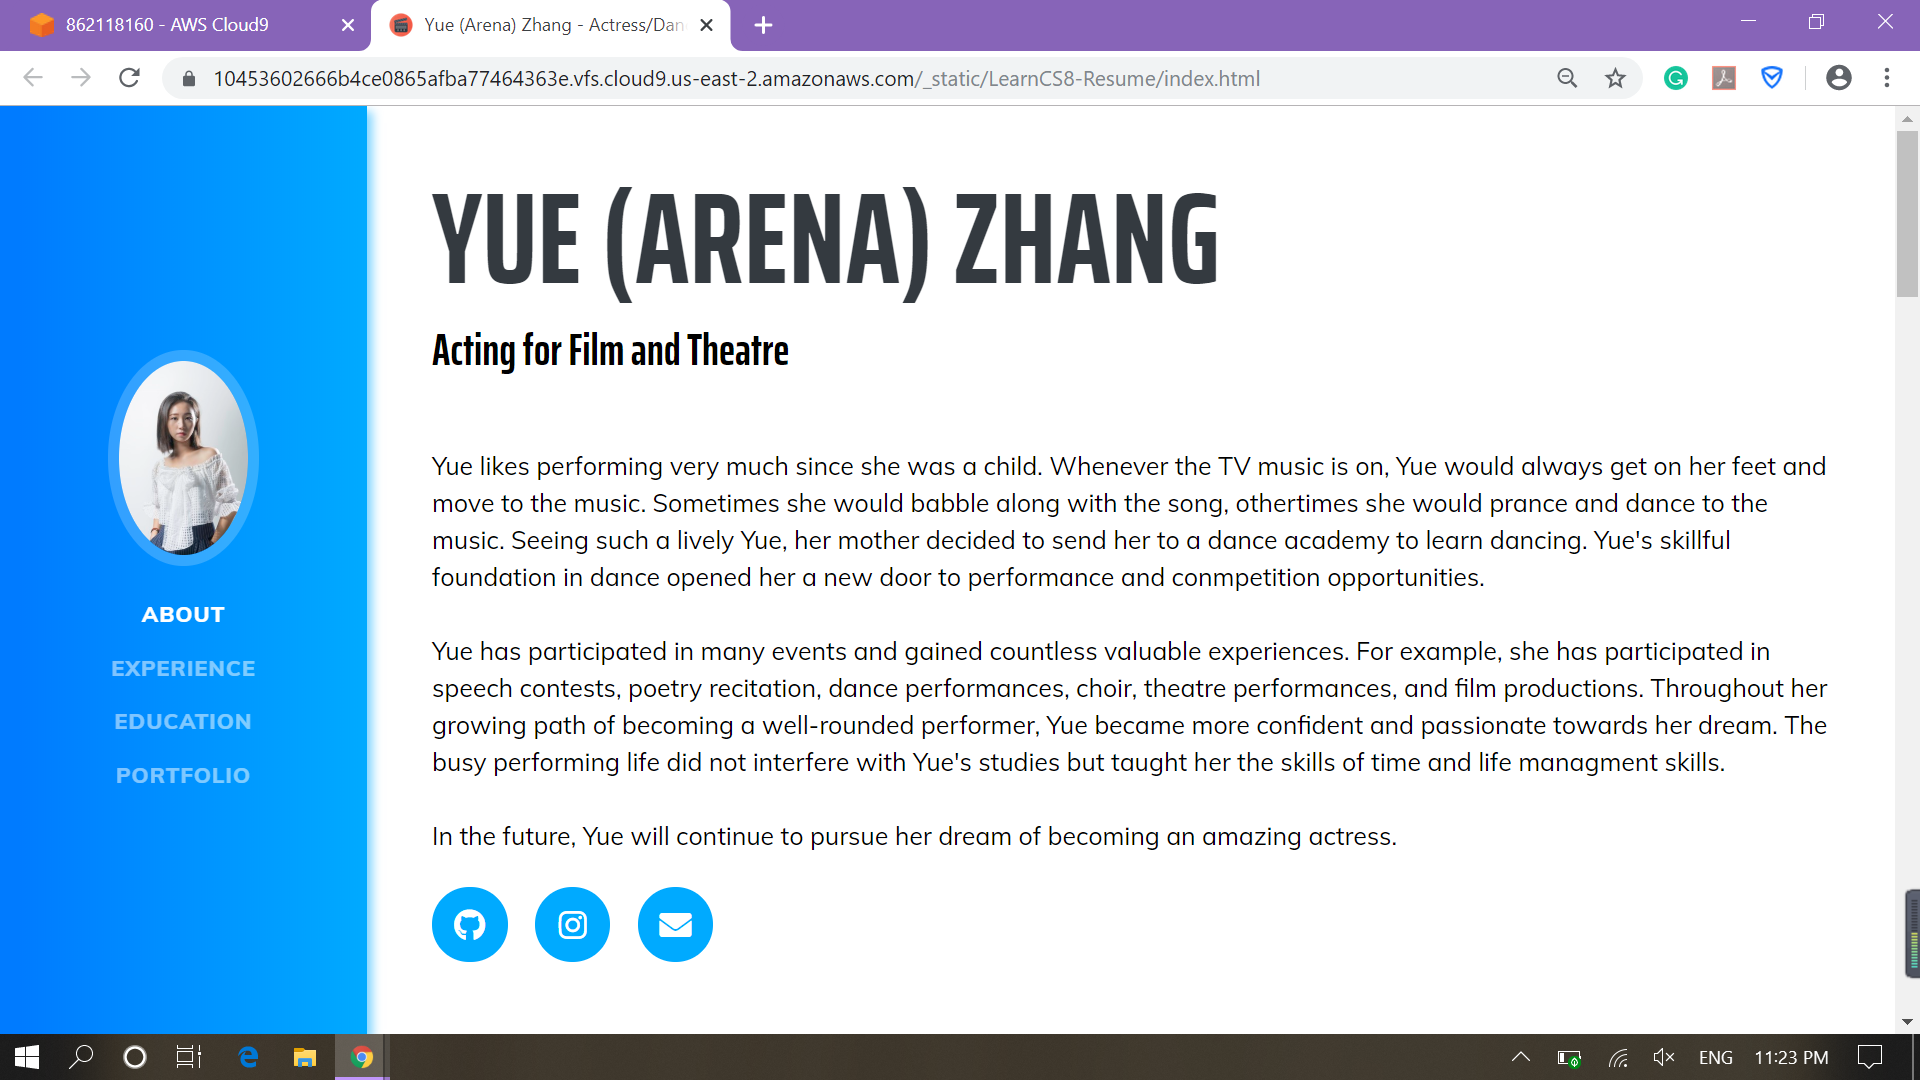 862118160 - AWS Cloud9
Yue (Arena) Zhang - Actress/Dan
10453602666b4ce0865afba77464363e.vfs.cloud9.us-east-2.amazonaws.com/_static/LearnCS8-Resume/index.html
YUE (ARENA) ZHANG
Acting for Film and Theatre
Yue likes performing very much since she was a child. Whenever the TV music is on, Yue would always get on her feet and
move to the music. Sometimes she would babble along with the song, othertimes she would prance and dance to the
music. Seeing such a lively Yue, her mother decided to send her to a dance academy to learn dancing. Yue's skillful
foundation in dance opened her a new door to performance and conmpetition opportunities.
Yue has participated in many events and gained countless valuable experiences. For example, she has participated in
speech contests, poetry recitation, dance performances, choir, theatre performances, and film productions. Throughout her
growing path of becoming a well-rounded performer, Yue became more confident and passionate towards her dream. The
busy performing life did not interfere with Yue's studies but taught her the skills of time and life managment skills.
In the future, Yue will continue to pursue her dream of becoming an amazing actress.
ABOUT
EXPERIENCE
EDUCATION
PORTFOLIO
ENG
11:23 PM